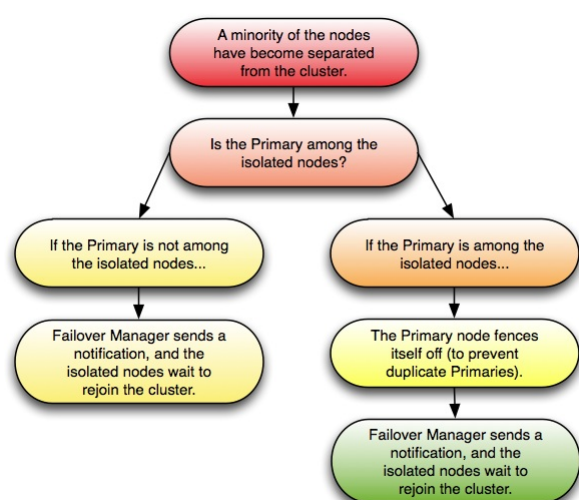 A minority of the nodes
have become separated
from the cluster.
Is the Primary among the
isolated nodes?
If the Primary is not among
the isolated nodes...
If the Primary is among the
isolated nodes...
Failover Manager sends a
notification, and the
isolated nodes wait to
rejoin the cluster.
The Primary node fences
itself off (to prevent
duplicate Primaries).
Failover Manager sends a
notification, and the
isolated nodes wait to
rejoin the cluster.